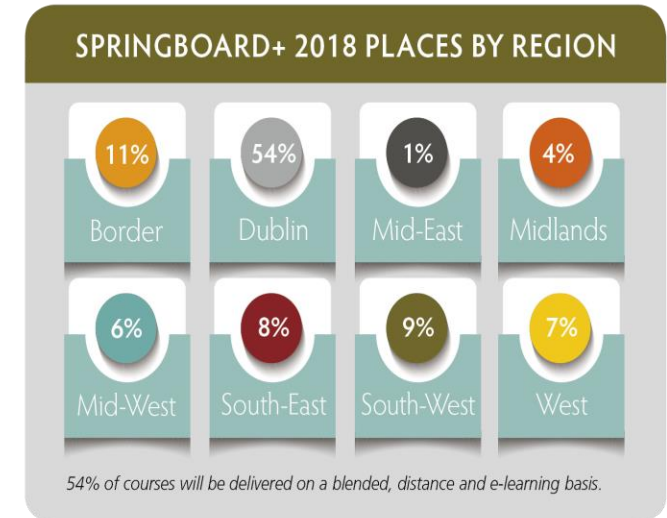 SPRINGBOARD+ 2018 PLACES BY REGION
11% 54% 1% 4%
Border Dublin Mid-East Midlands
6% 8% 9% 7%
Mid-West South-East South-West West
54% of courses will be delivered on a blended, distance and e-learning basis.